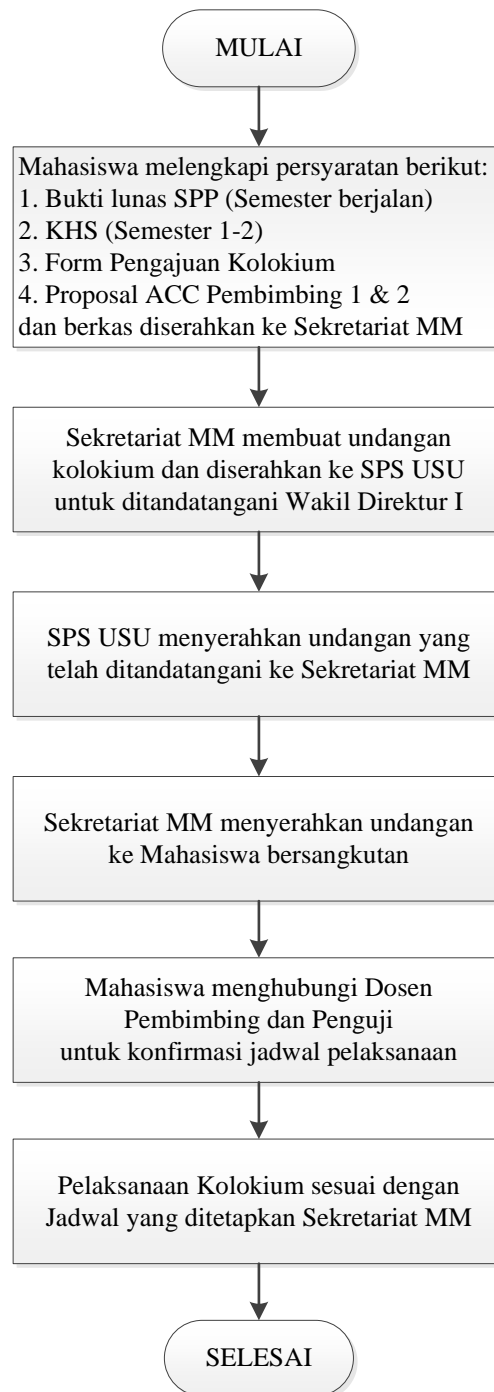 MULAI
Mahasiswa melengkapi persyaratan berikut:
1. Bukti lunas SPP (Semester berjalan)
2. KHS (Semester 1-2)
3. Form Pengajuan Kolokium
4. Proposal ACC Pembimbing 1 & 2
dan berkas diserahkan ke Sekretariat MM
Sekretariat MM membuat undangan
kolokium dan diserahkan ke SPS USU
untuk ditandatangani Wakil Direktur I
SPS USU menyerahkan undangan yang
telah ditandatangani ke Sekretariat MM
Sekretariat MM menyerahkan undangan
ke Mahasiswa bersangkutan
Mahasiswa menghubungi Dosen
Pembimbing dan Penguji
untuk konfirmasi jadwal pelaksanaan
Pelaksanaan Kolokium sesuai dengan
Jadwal yang ditetapkan Sekretariat MM
SELESAI